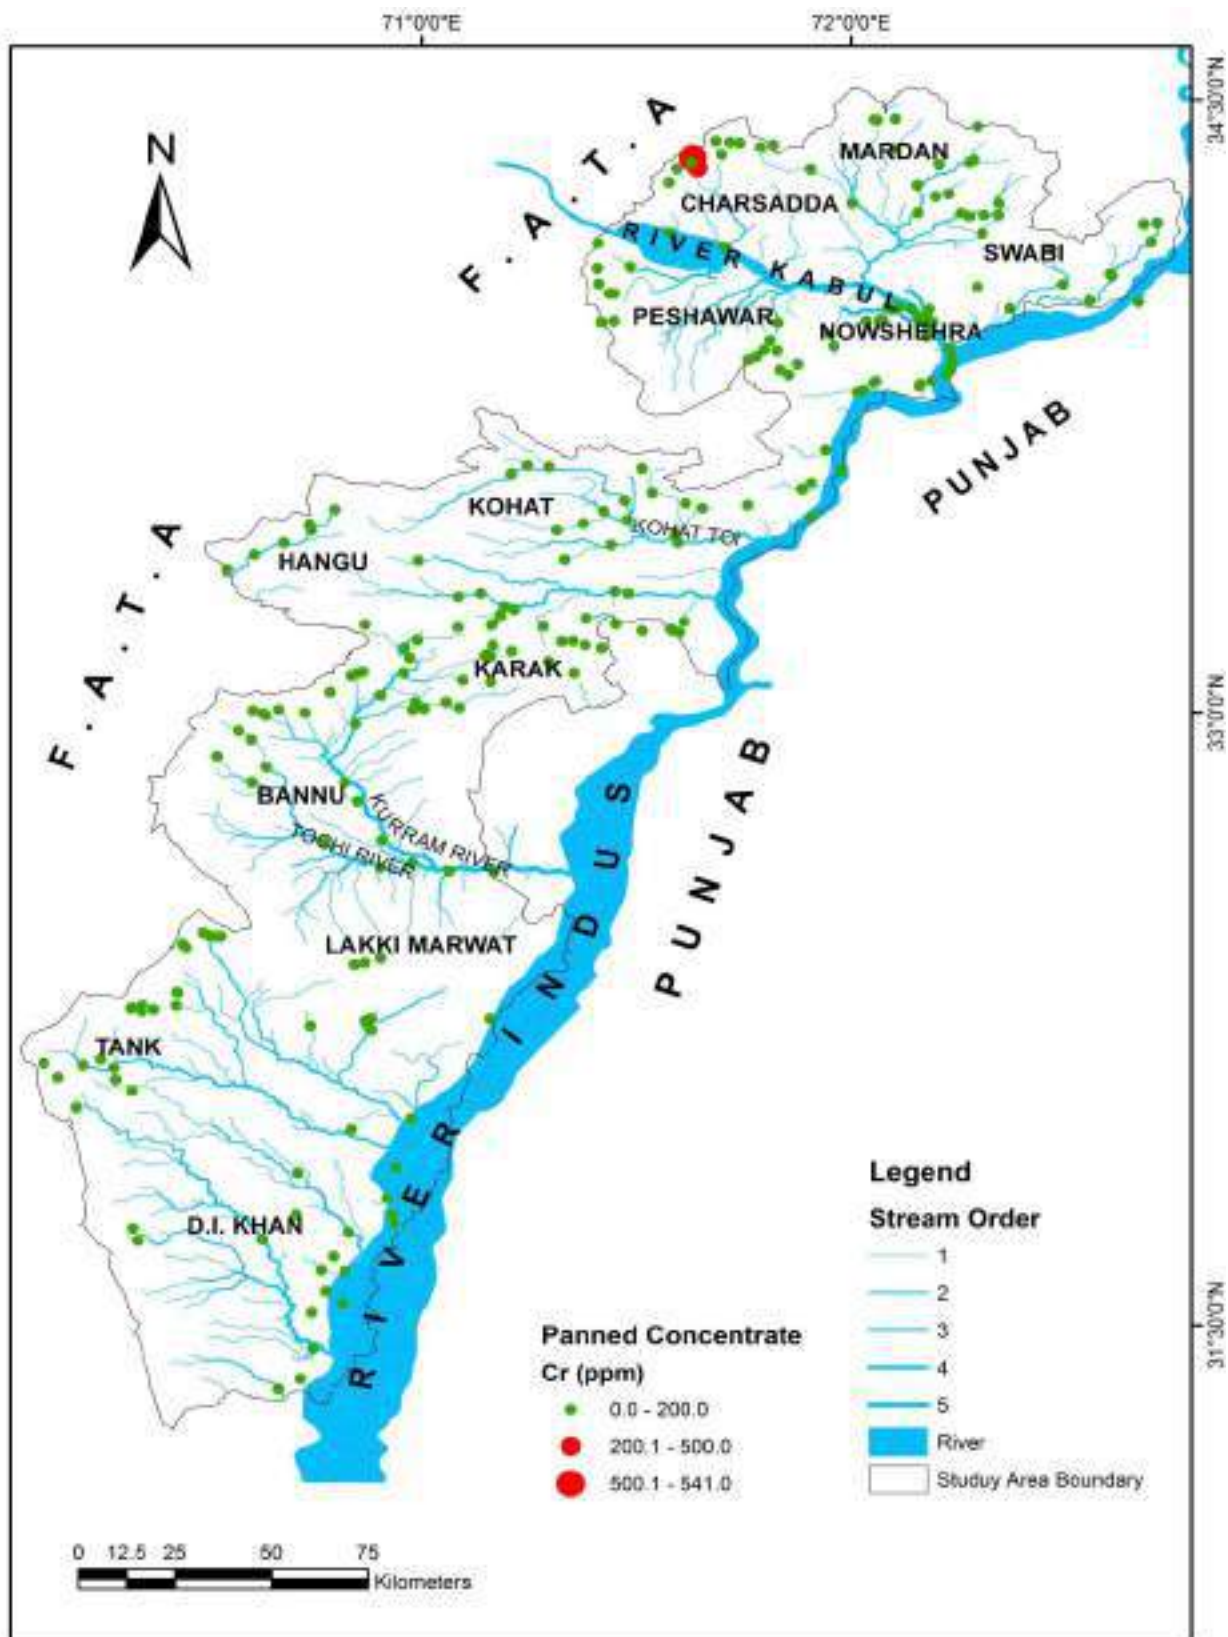 71°0'0"E
72°0'0"E
34°30'0"N
33°0'0"N
31°30'0"N
N
F.A.T.A
MARDAN
CHARSADDA
RIVER KABUL
SWABI
F.A.T.A
PESHAWAR
NOWSHEHRA
PUNJAB
KOHAT
KOHAT TOI
HANGU
KARAK
PUNJAB
BANNU
KURRAM RIVER
TOCHI RIVER
LAKKI MARWAT
TANK
RIVER INDUS
D.I. KHAN
Legend
Stream Order
1
2
3
4
5
River
Studuy Area Boundary
Panned Concentrate
Cr (ppm)
0.0 - 200.0
200.1 - 500.0
500.1 - 541.0
0 12.5 25 50 75
Kilometers